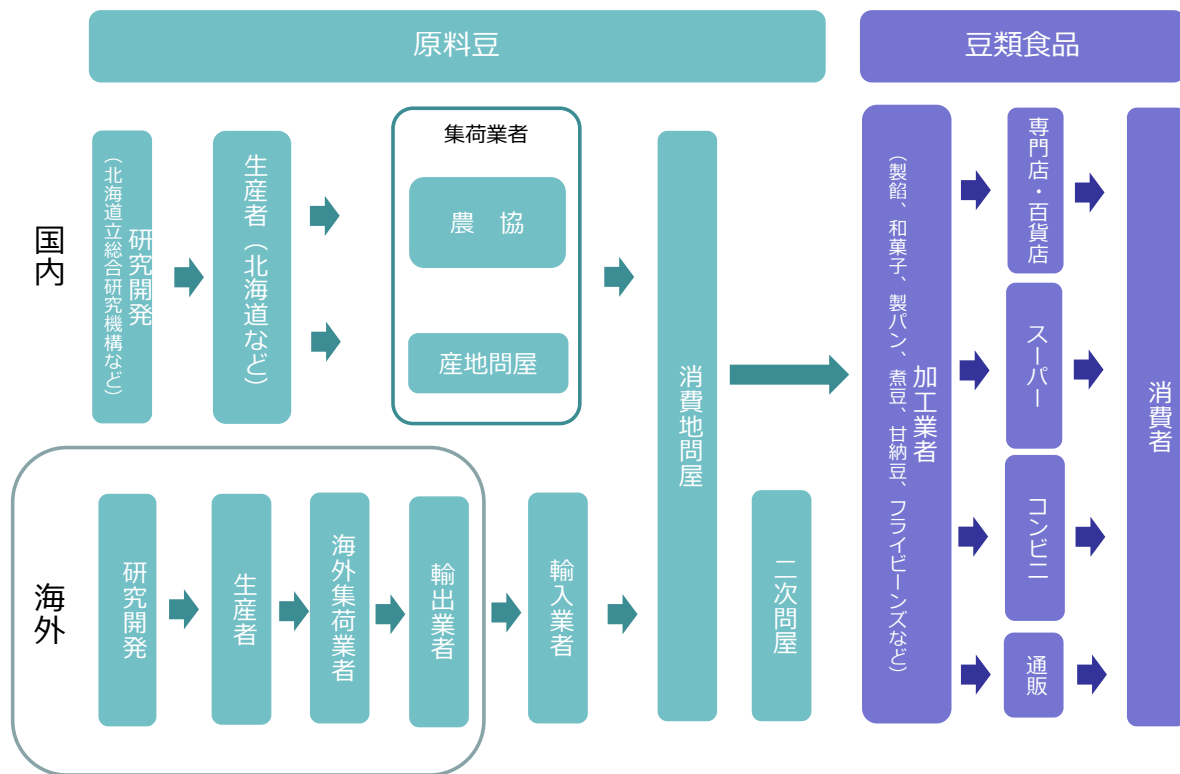 原料豆
豆類食品
国内
研究開発
（北海道立総合研究機構など）
生産者（北海道など）
集荷業者
農　協
産地問屋
消費地問屋
加工業者
（製餡、和菓子、製パン、煮豆、甘納豆、フライビーンズなど）
専門店・百貨店
スーパー
コンビニ
通販
消費者
海外
研究開発
生産者
海外集荷業者
輸出業者
輸入業者
二次問屋